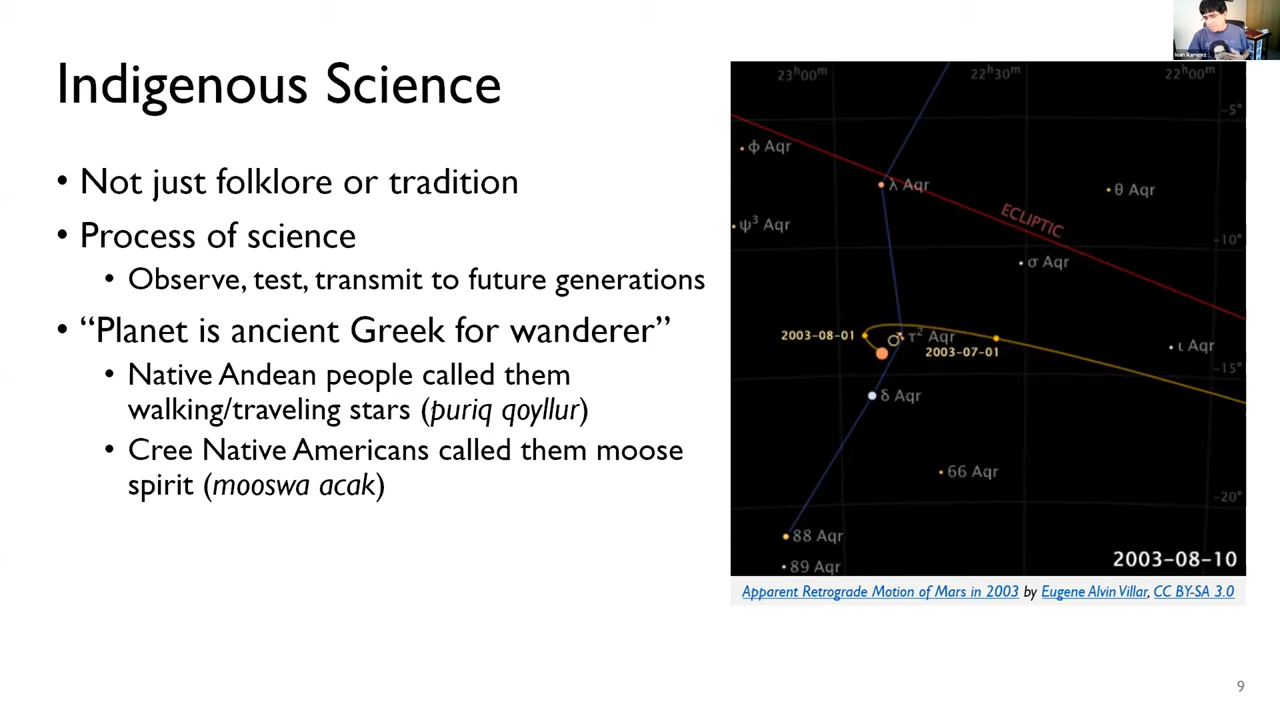 Ivan Ramirez
Indigenous Science
• Not just folklore or tradition
• Process of science
• Observe, test, transmit to future generations
• “Planet is ancient Greek for wanderer”
• Native Andean people called them
walking/traveling stars (puriq qoyllur)
• Cree Native Americans called them moose
spirit (mooswa acak)
23ʰ00ᵐ 22ʰ30ᵐ 22ʰ00ᵐ
-5°
φ Aqr
λ Aqr
θ Aqr
ψ³ Aqr
ECLIPTIC
-10°
σ Aqr
2003-08-01
♂
τ² Aqr
2003-07-01
ι Aqr
-15°
δ Aqr
66 Aqr
-20°
88 Aqr
89 Aqr
2003-08-10
Apparent Retrograde Motion of Mars in 2003 by Eugene Alvin Villar, CC BY-SA 3.0
9